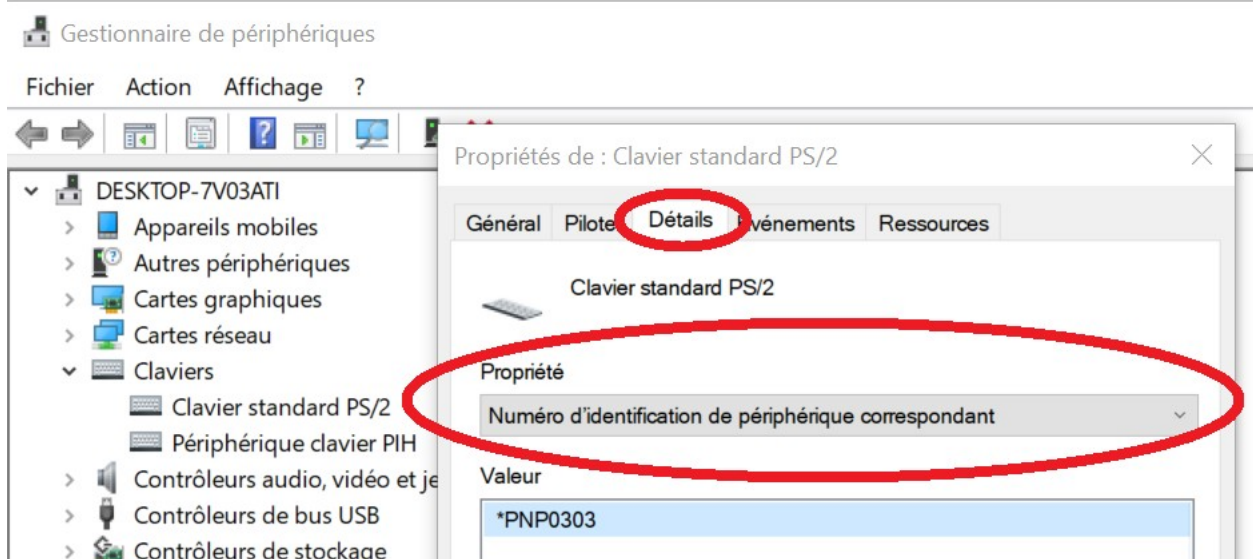 Gestionnaire de périphériques
Fichier Action Affichage ?
Propriétés de : Clavier standard PS/2
DESKTOP-7V03ATI
Appareils mobiles
Autres périphériques
Cartes graphiques
Cartes réseau
Claviers
Clavier standard PS/2
Périphérique clavier PIH
Contrôleurs audio, vidéo et je
Contrôleurs de bus USB
Contrôleurs de stockage
Général Pilote Détails Événements Ressources
Clavier standard PS/2
Propriété
Numéro d'identification de périphérique correspondant
Valeur
*PNP0303